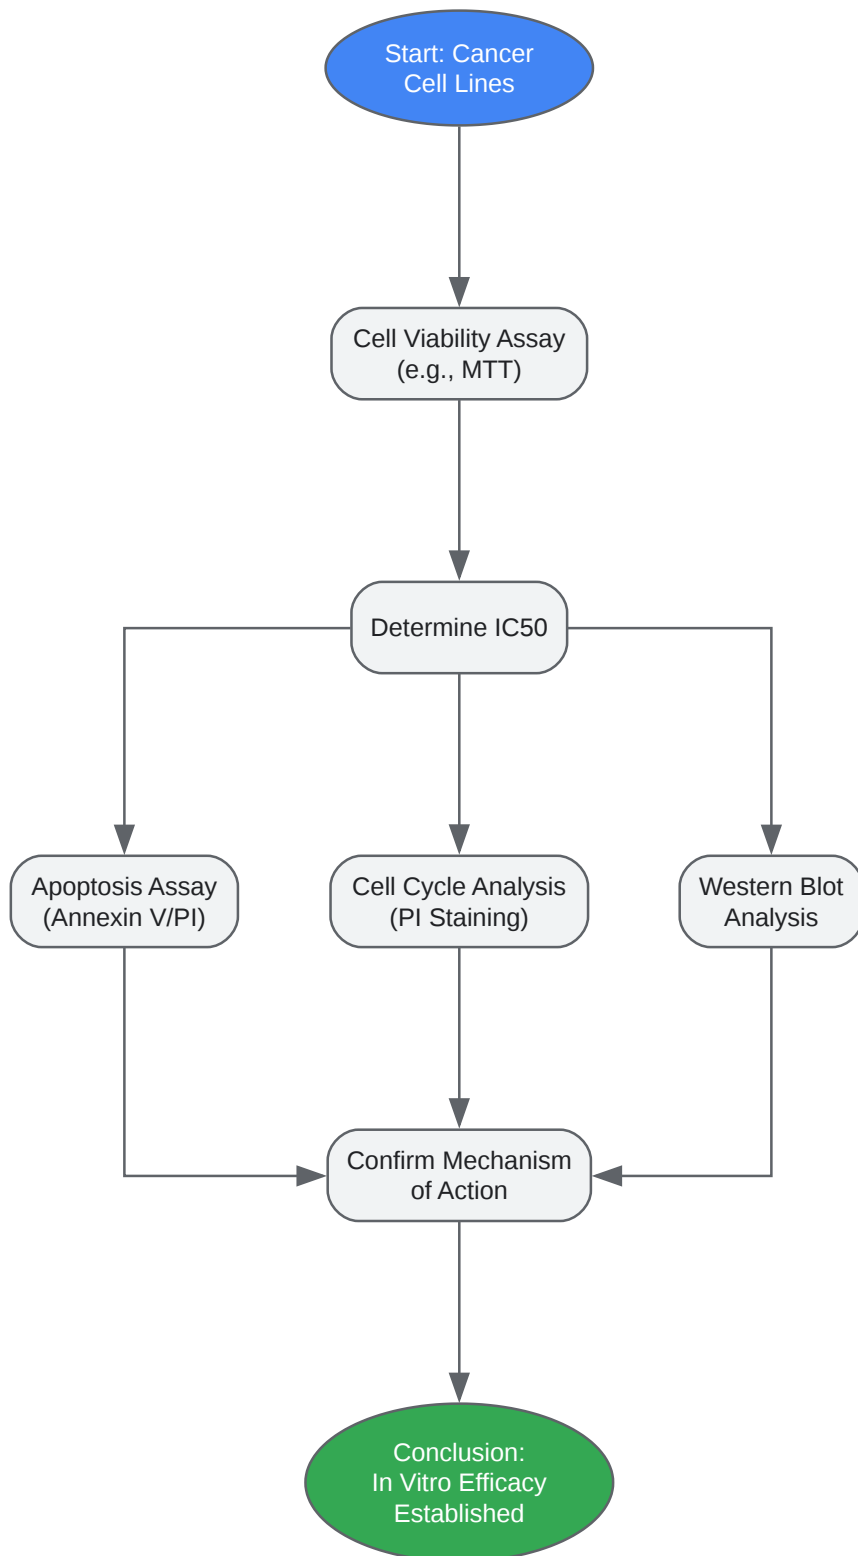 Start: Cancer
Cell Lines
Cell Viability Assay
(e.g., MTT)
Determine IC50
Apoptosis Assay
(Annexin V/PI)
Cell Cycle Analysis
(PI Staining)
Western Blot
Analysis
Confirm Mechanism
of Action
Conclusion:
In Vitro Efficacy
Established